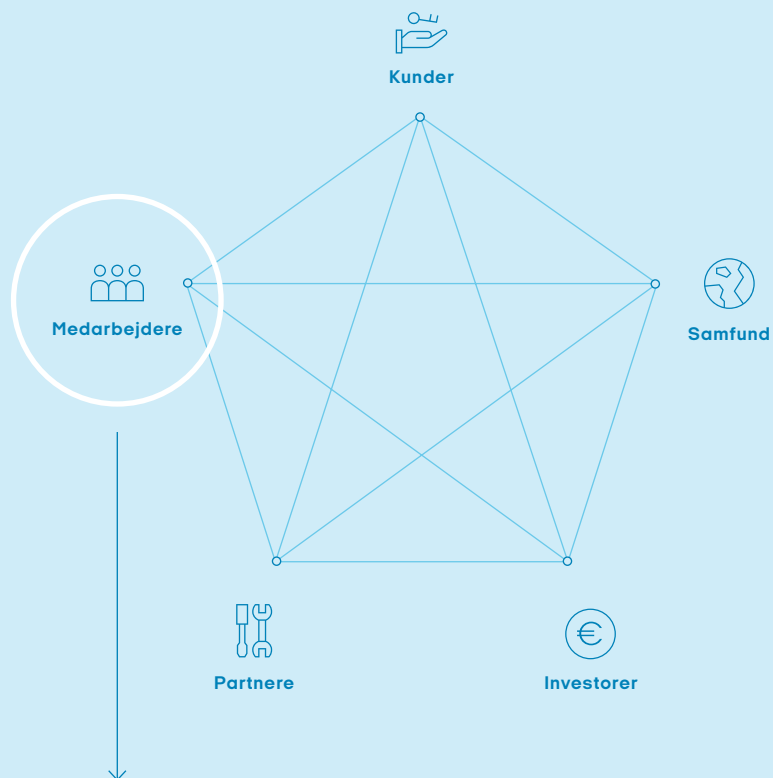 Kunder
Medarbejdere
Samfund
Partnere
Investorer